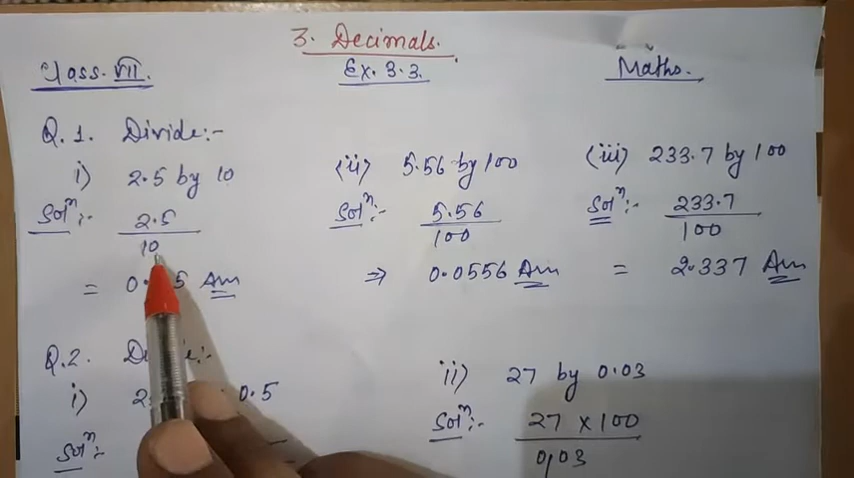 3. Decimals.
Class. VII.
Ex. 3.3.
Maths.
Q.1. Divide:-
i) 2.5 by 10
(ii) 5.56 by 100
(iii) 233.7 by 100
Solⁿ:- 2.5
10
Solⁿ:- 5.56
100
Solⁿ:- 233.7
100
= Ans
⇒ 0.0556 Ans
= 2.337 Ans
Q.2.
i) 0.5
ii) 27 by 0.03
Solⁿ:-
Solⁿ:- 27 x 100
0.03